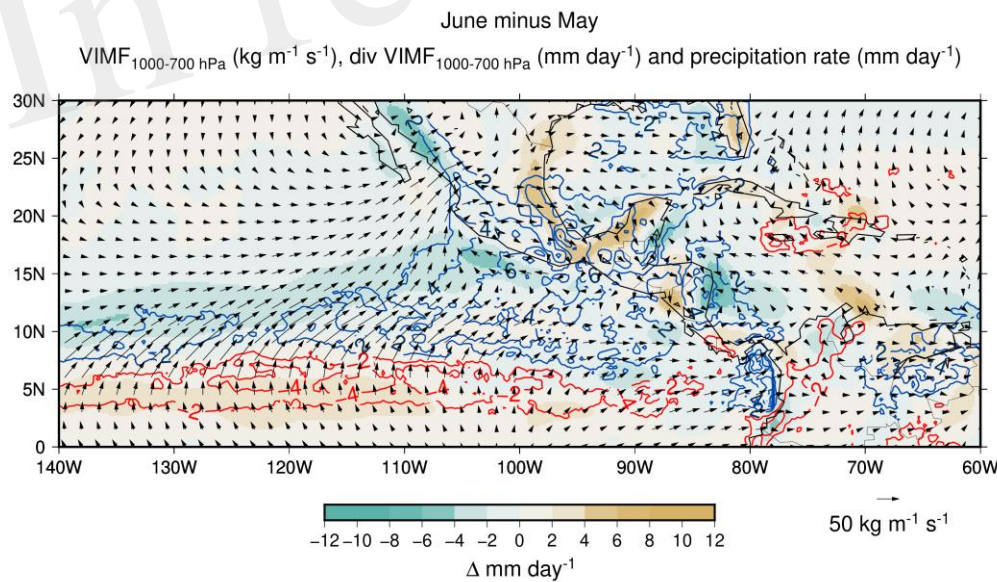 June minus May
VIMF1000-700 hPa (kg m-1 s-1), div VIMF1000-700 hPa (mm day-1) and precipitation rate (mm day-1)
30N
25N
20N
15N
10N
5N
0
140W 130W 120W 110W 100W 90W 80W 70W 60W
-12 -10 -8 -6 -4 -2 0 2 4 6 8 10 12
Δ mm day-1
50 kg m-1 s-1